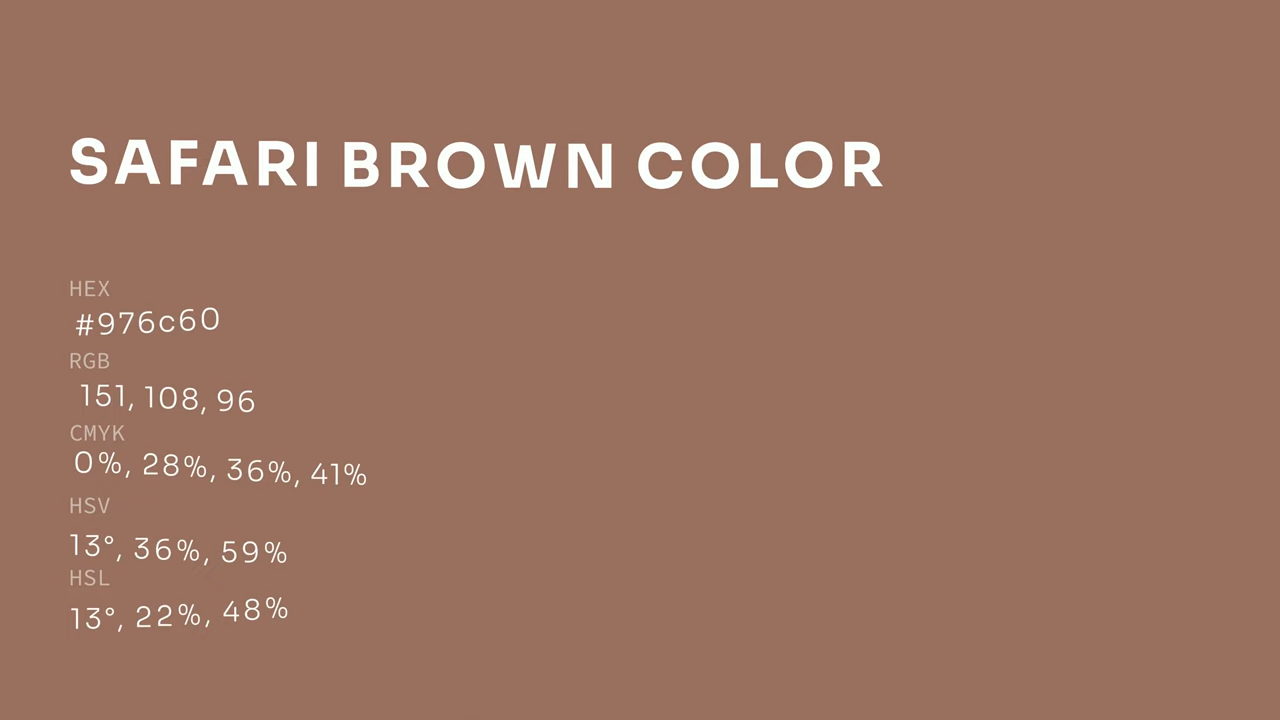 SAFARI BROWN COLOR
HEX
#976c60
RGB
151, 108, 96
CMYK
0%, 28%, 36%, 41%
HSV
13°, 36%, 59%
HSL
13°, 22%, 48%